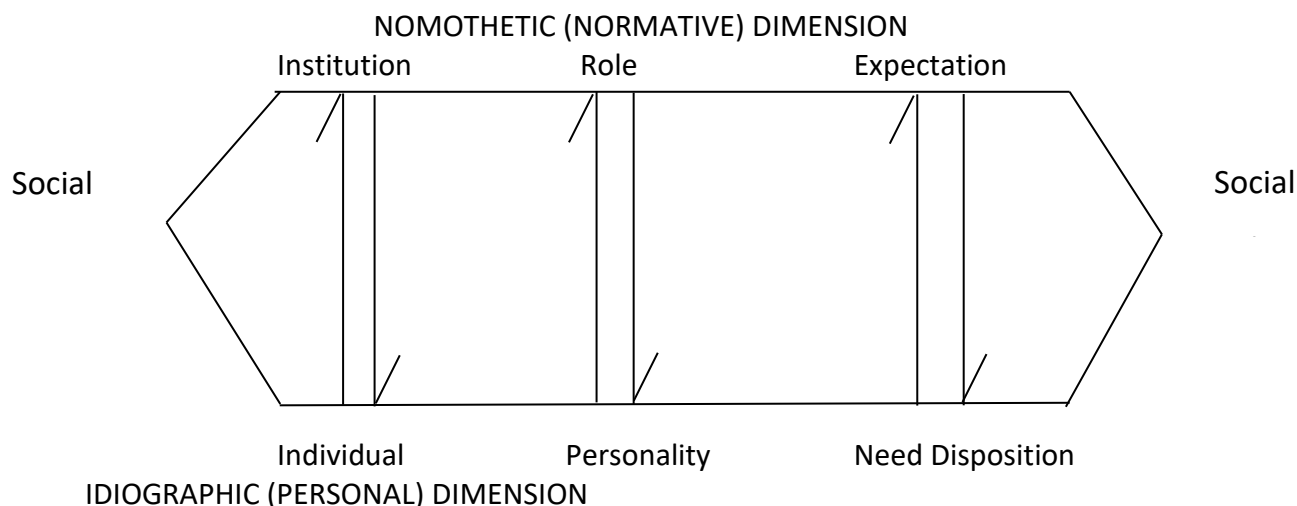 NOMOTHETIC (NORMATIVE) DIMENSION
Institution Role Expectation
Social Social
Individual Personality Need Disposition
IDIOGRAPHIC (PERSONAL) DIMENSION